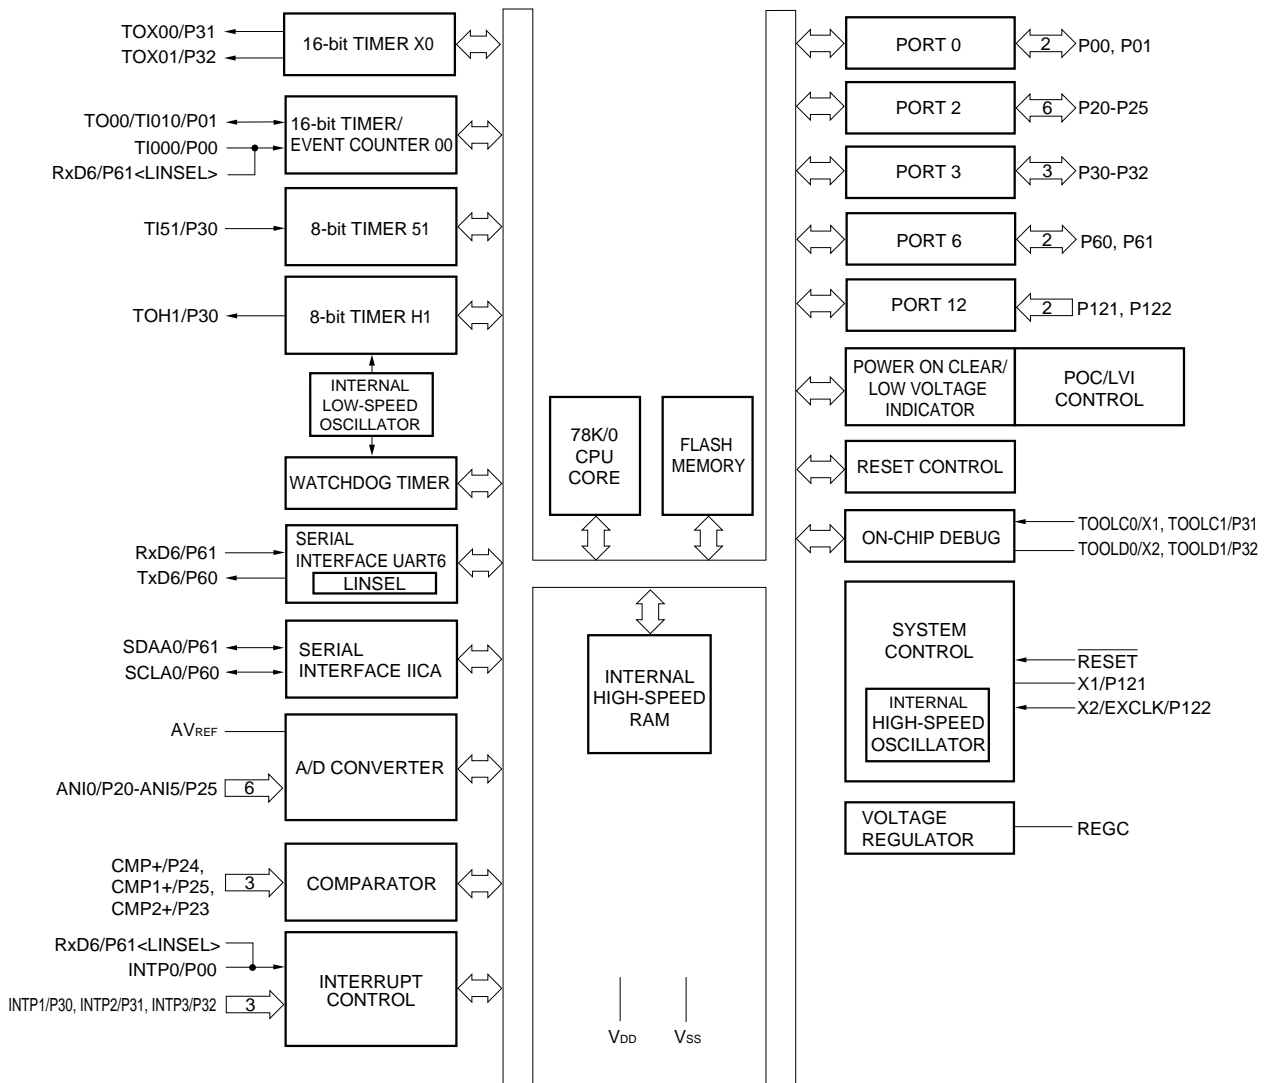 TOX00/P31
TOX01/P32
16-bit TIMER X0
TO00/TI010/P01
TI000/P00
RxD6/P61<LINSEL>
16-bit TIMER/
EVENT COUNTER 00
TI51/P30
8-bit TIMER 51
TOH1/P30
8-bit TIMER H1
INTERNAL
LOW-SPEED
OSCILLATOR
WATCHDOG TIMER
RxD6/P61
TxD6/P60
SERIAL
INTERFACE UART6
LINSEL
SDAA0/P61
SCLA0/P60
SERIAL
INTERFACE IICA
AVREF
ANI0/P20-ANI5/P25
6
A/D CONVERTER
CMP+/P24,
CMP1+/P25,
CMP2+/P23
3
COMPARATOR
RxD6/P61<LINSEL>
INTP0/P00
INTP1/P30, INTP2/P31, INTP3/P32
3
INTERRUPT
CONTROL
78K/0
CPU
CORE
FLASH
MEMORY
INTERNAL
HIGH-SPEED
RAM
VDD
VSS
PORT 0
2
P00, P01
PORT 2
6
P20-P25
PORT 3
3
P30-P32
PORT 6
2
P60, P61
PORT 12
2
P121, P122
POWER ON CLEAR/
LOW VOLTAGE
INDICATOR
POC/LVI
CONTROL
RESET CONTROL
ON-CHIP DEBUG
TOOLC0/X1, TOOLC1/P31
TOOLD0/X2, TOOLD1/P32
SYSTEM
CONTROL
INTERNAL
HIGH-SPEED
OSCILLATOR
RESET
X1/P121
X2/EXCLK/P122
VOLTAGE
REGULATOR
REGC